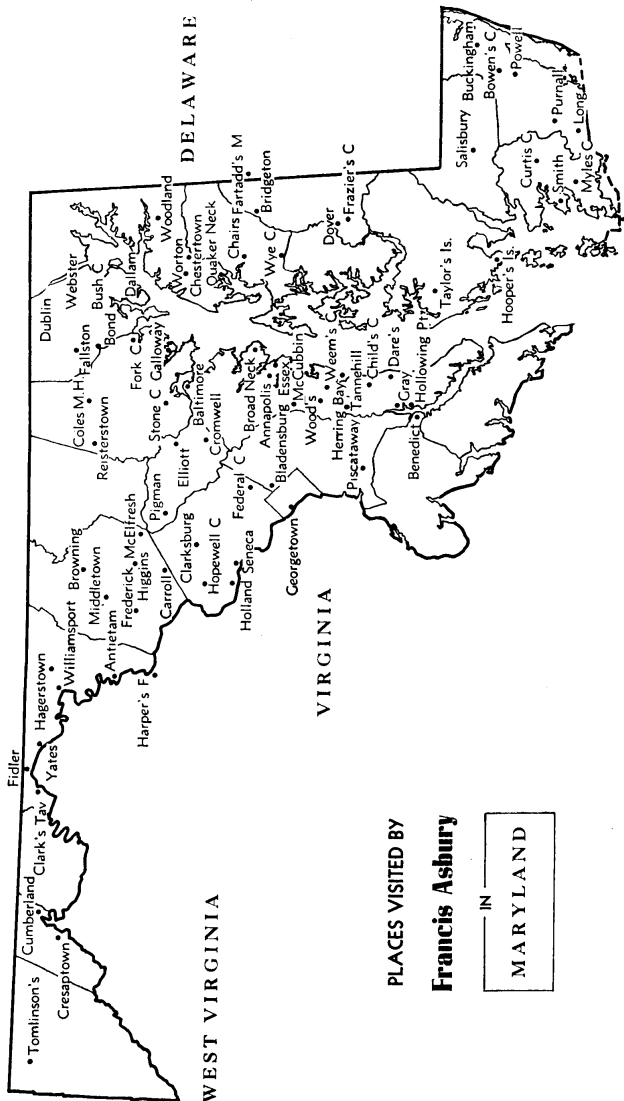 Fidler
Hagerstown
Williamsport
Yates
Clark's Tav
Cumberland
Tomlinson's
Cresaptown
WEST VIRGINIA
Browning
Middletown
Antietam
Harper's F
Frederick
McElfresh
Higgins
Carroll
Clarksburg
Hopewell C
Holland
Seneca
Georgetown
VIRGINIA
Dublin
Webster
Bush C
Dallam
Bond
Fallston
Coles M.H.
Reisterstown
Fork C
Galloway
Stone C
Baltimore
Pigman
Elliott
Cromwell
Federal C
Broad Neck
Annapolis
Bladensburg
Essex
McCubbin
Wood's
Weem's C
Herring Bay
Tannehill
Piscataway
Child's C
Dare's
Gray
Hollowing Pt.
Benedict
DELAWARE
Woodland
Worton
Chestertown
Quaker Neck
Chairs
Fartadd's M
Bridgeton
Wye C
Dover
Frazier's C
Taylor's Is.
Hooper's Is.
Salisbury
Buckingham
Bowen's C
Powell
Purnall
Long
Curtis C
Smith
Myles C
PLACES VISITED BY
Francis Asbury
IN
MARYLAND